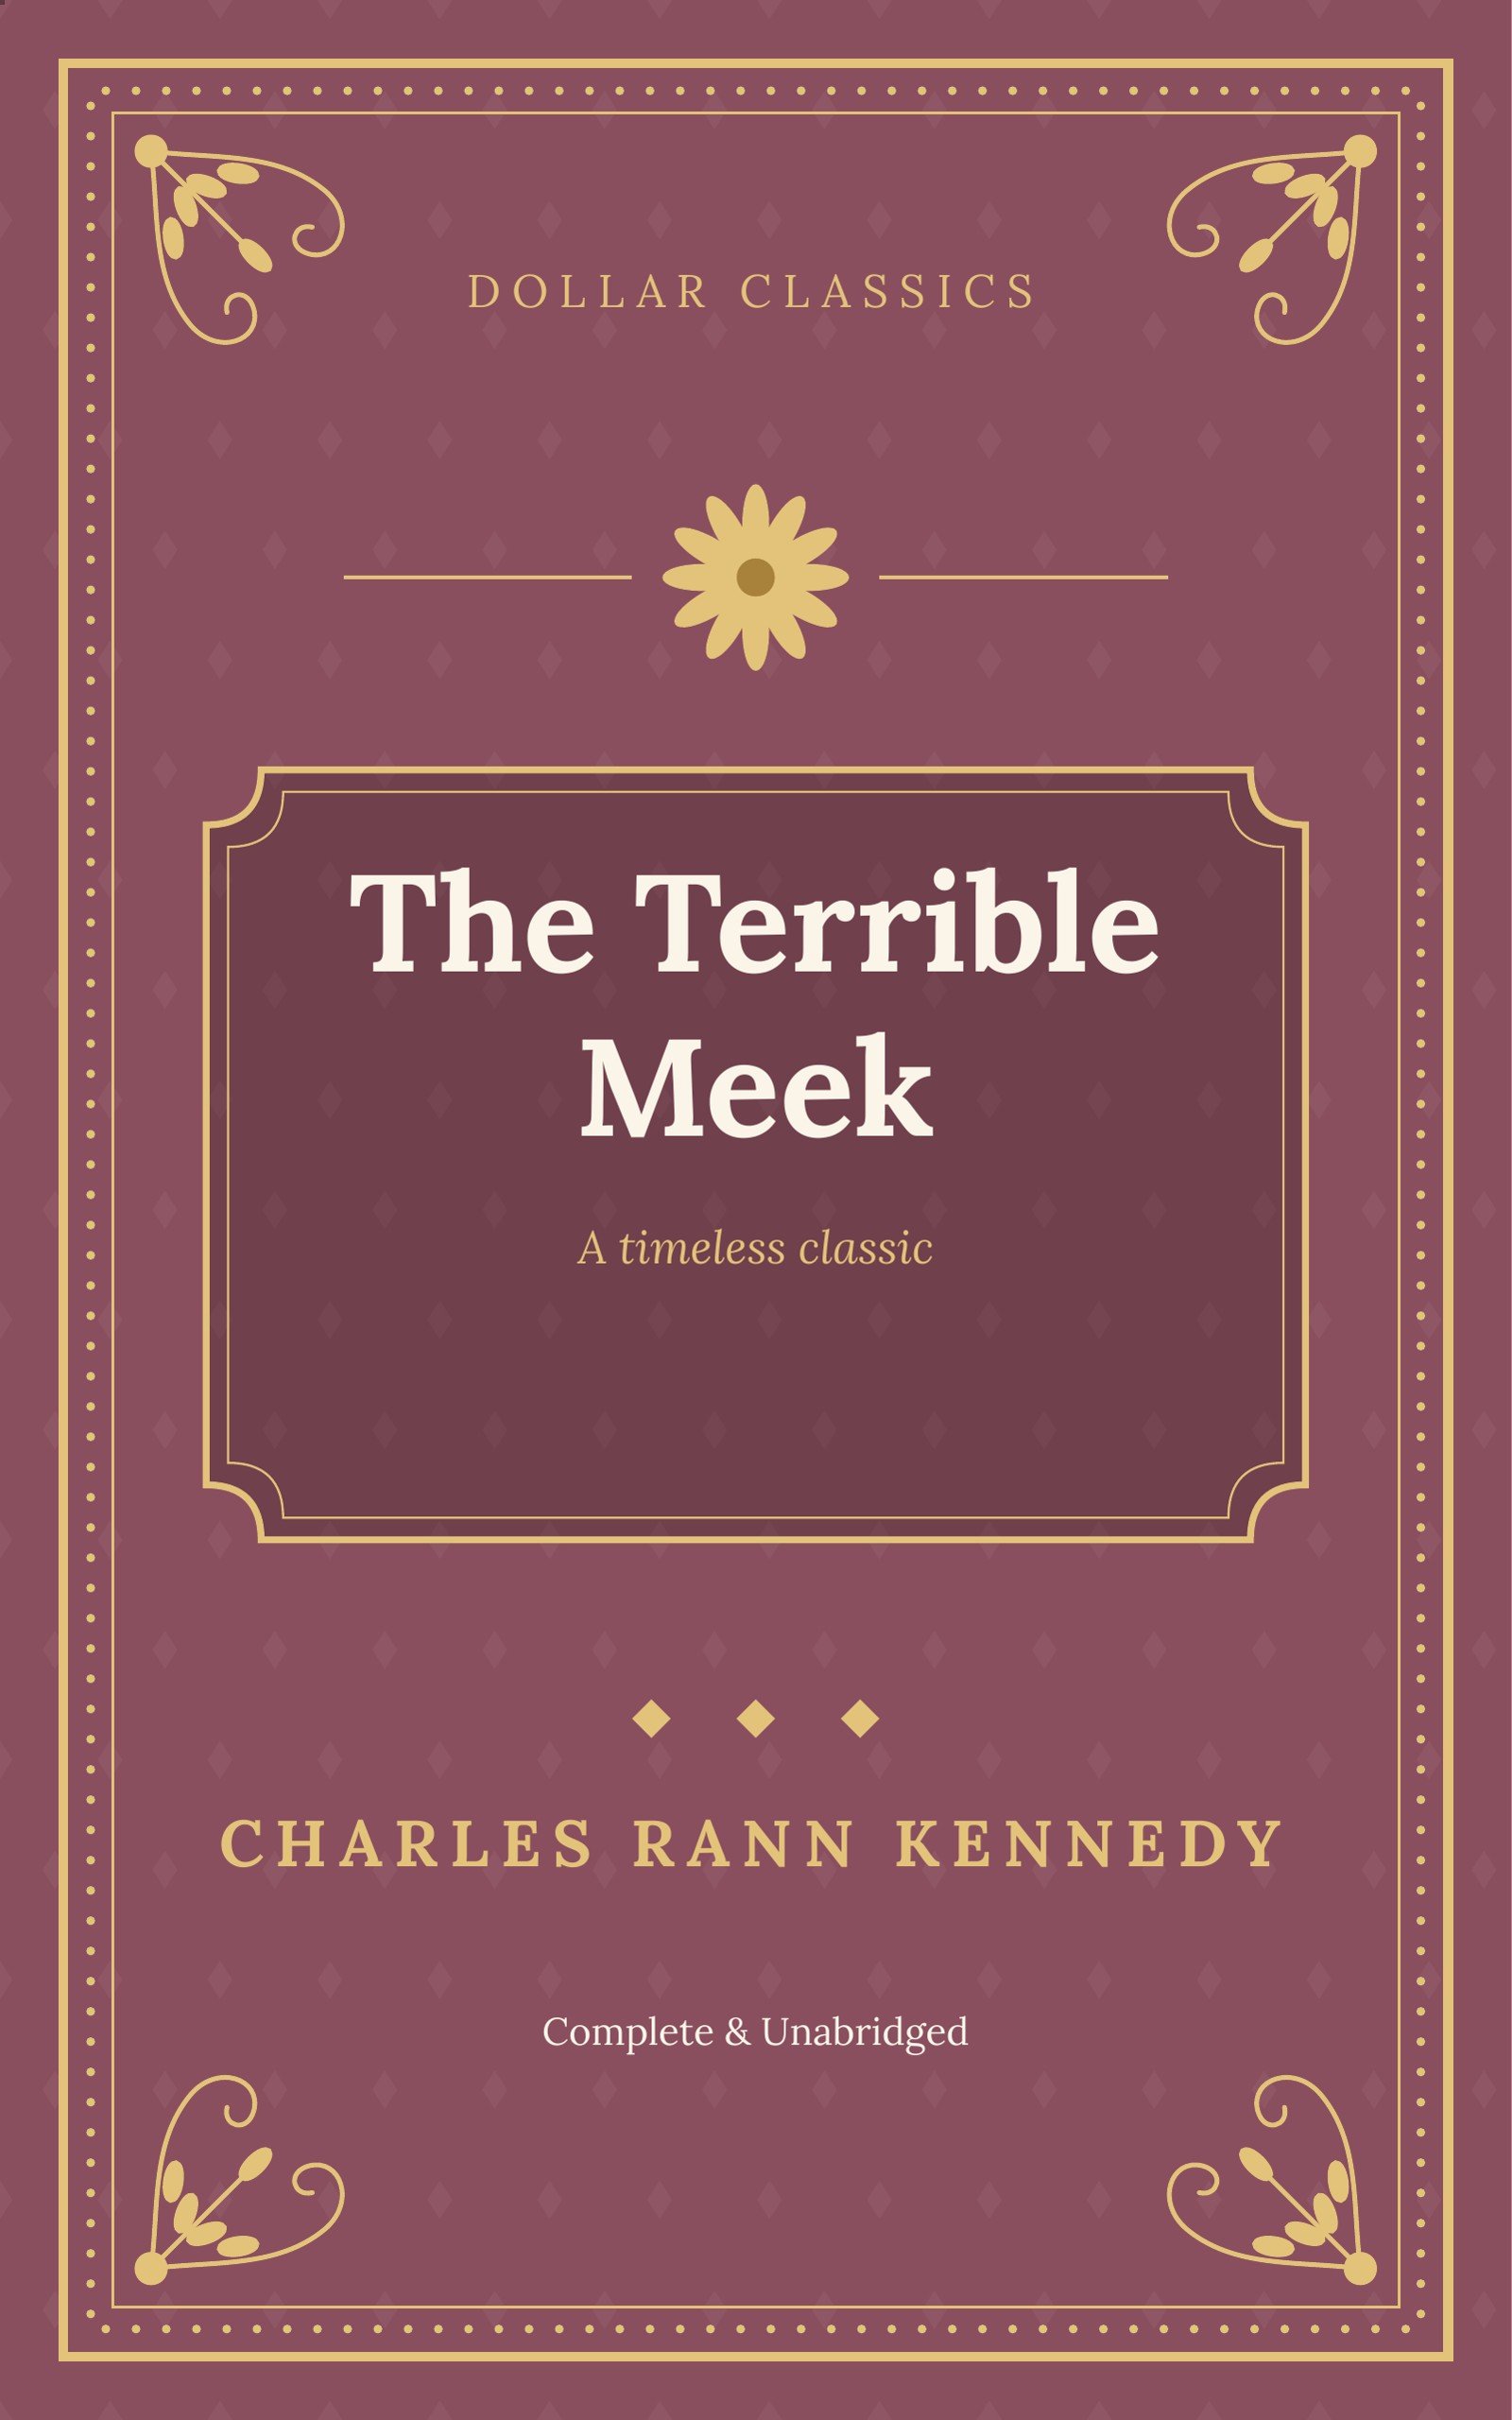 DOLLAR CLASSICS
The Terrible
Meek
A timeless classic
CHARLES RANN KENNEDY
Complete & Unabridged